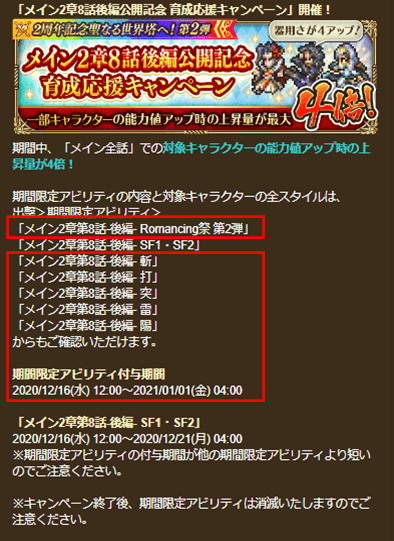 「メイン2章8話後編公開記念 育成応援キャンペーン」開催！
2周年記念聖なる世界塔へ！第2弾
器用さが4アップ！
メイン2章8話後編公開記念
育成応援キャンペーン
4倍！
一部キャラクターの能力値アップ時の上昇量が最大
期間中、「メイン全話」での対象キャラクターの能力値アップ時の上
昇量が4倍！
期間限定アビリティの内容と対象キャラクターの全スタイルは、
出撃＞期間限定アビリティ＞
「メイン2章第8話-後編- Romancing祭 第2弾」
「メイン2章第8話-後編- SF1・SF2」
「メイン2章第8話-後編- 斬」
「メイン2章第8話-後編- 打」
「メイン2章第8話-後編- 突」
「メイン2章第8話-後編- 雷」
「メイン2章第8話-後編- 陽」
からもご確認いただけます。
期間限定アビリティ付与期間
2020/12/16(水) 12:00～2021/01/01(金) 04:00
「メイン2章第8話-後編- SF1・SF2」
2020/12/16(水) 12:00～2020/12/21(月) 04:00
※期間限定アビリティの付与期間が他の期間限定アビリティより短い
のでご注意ください。
※キャンペーン終了後、期間限定アビリティは消滅いたしますのでご
注意ください。